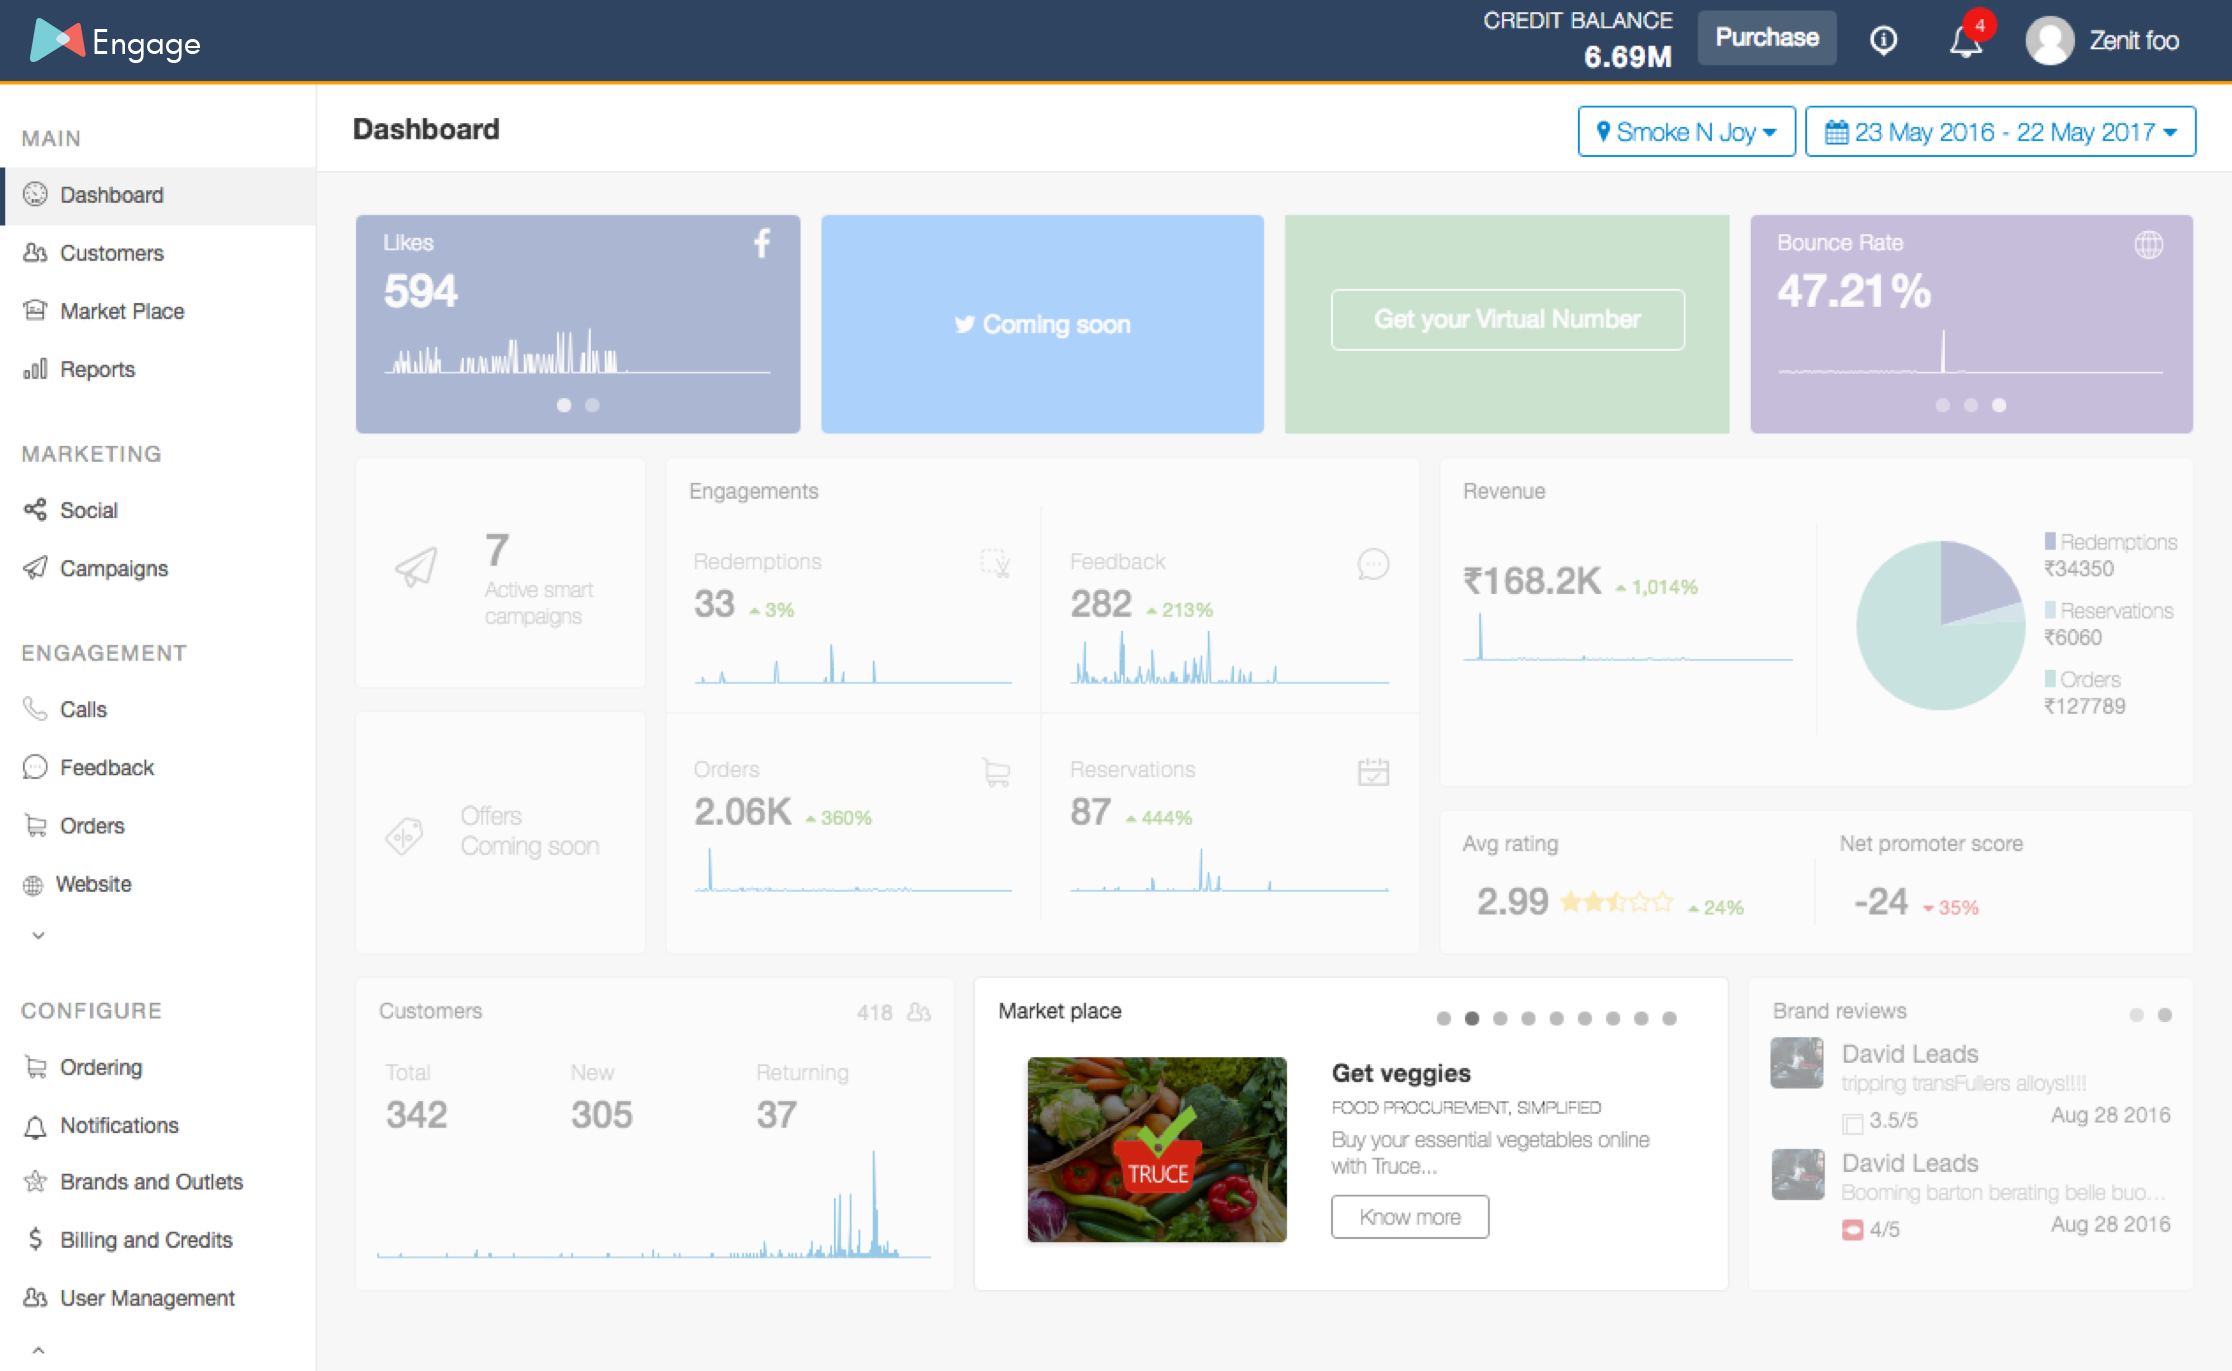 Engage
CREDIT BALANCE
6.69M
Purchase
4
Zenit foo
MAIN
Dashboard
Customers
Market Place
Reports
MARKETING
Social
Campaigns
ENGAGEMENT
Calls
Feedback
Orders
Website
CONFIGURE
Ordering
Notifications
Brands and Outlets
Billing and Credits
User Management
Dashboard
Smoke N Joy
23 May 2016 - 22 May 2017
Likes
594
Coming soon
Get your Virtual Number
Bounce Rate
47.21%
7
Active smart
campaigns
Offers
Coming soon
Engagements
Redemptions
33 3%
Feedback
282 213%
Orders
2.06K 360%
Reservations
87 444%
Revenue
₹168.2K 1,014%
Redemptions
₹34350
Reservations
₹6060
Orders
₹127789
Avg rating
2.99 24%
Net promoter score
-24 35%
Customers
418
Total
342
New
305
Returning
37
Market place
TRUCE
Get veggies
FOOD PROCUREMENT, SIMPLIFIED
Buy your essential vegetables online
with Truce...
Know more
Brand reviews
David Leads
tripping transFullers alloys!!!!
3.5/5
Aug 28 2016
David Leads
Booming barton berating belle buo...
4/5
Aug 28 2016